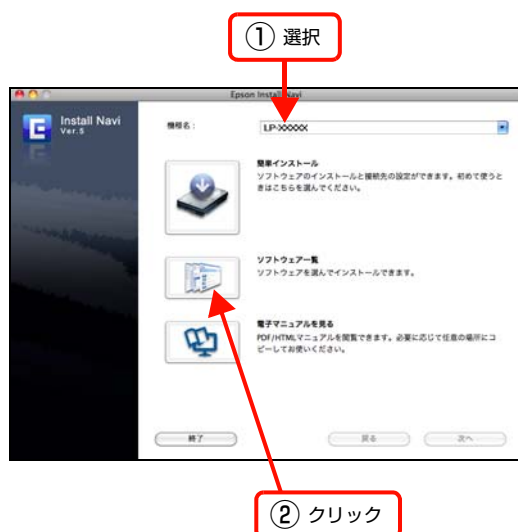 ① 選択
Epson Install Navi
Install Navi
Ver.5
機種名：
LP-XXXXX
簡単インストール
ソフトウェアのインストールと接続先の設定ができます。初めて使うと
きはこちらを選んでください。
ソフトウェア一覧
ソフトウェアを選んでインストールできます。
電子マニュアルを見る
PDF/HTMLマニュアルを閲覧できます。必要に応じて任意の場所にコ
ピーしてお使いください。
終了
戻る
次へ
② クリック